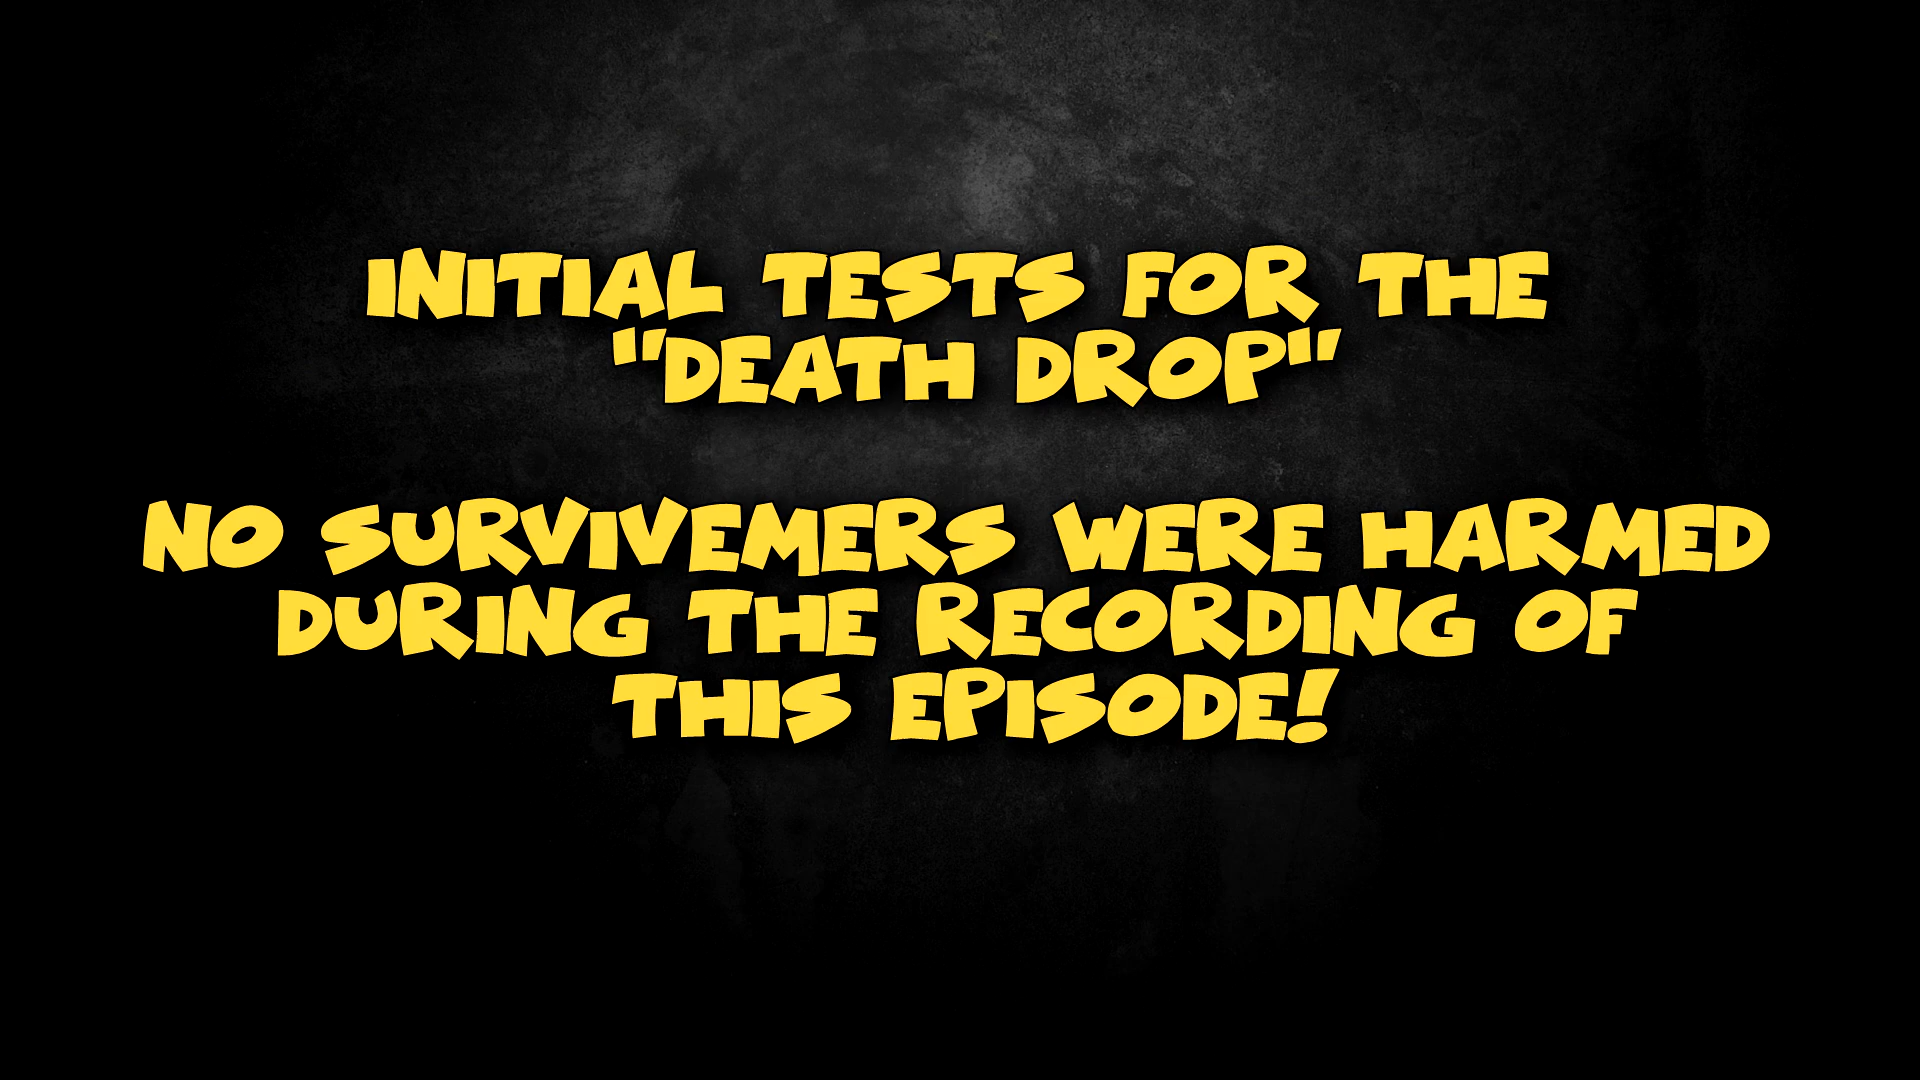 INITIAL TESTS FOR THE
"DEATH DROP"
NO SURVIVEMERS WERE HARMED
DURING THE RECORDING OF
THIS EPISODE!